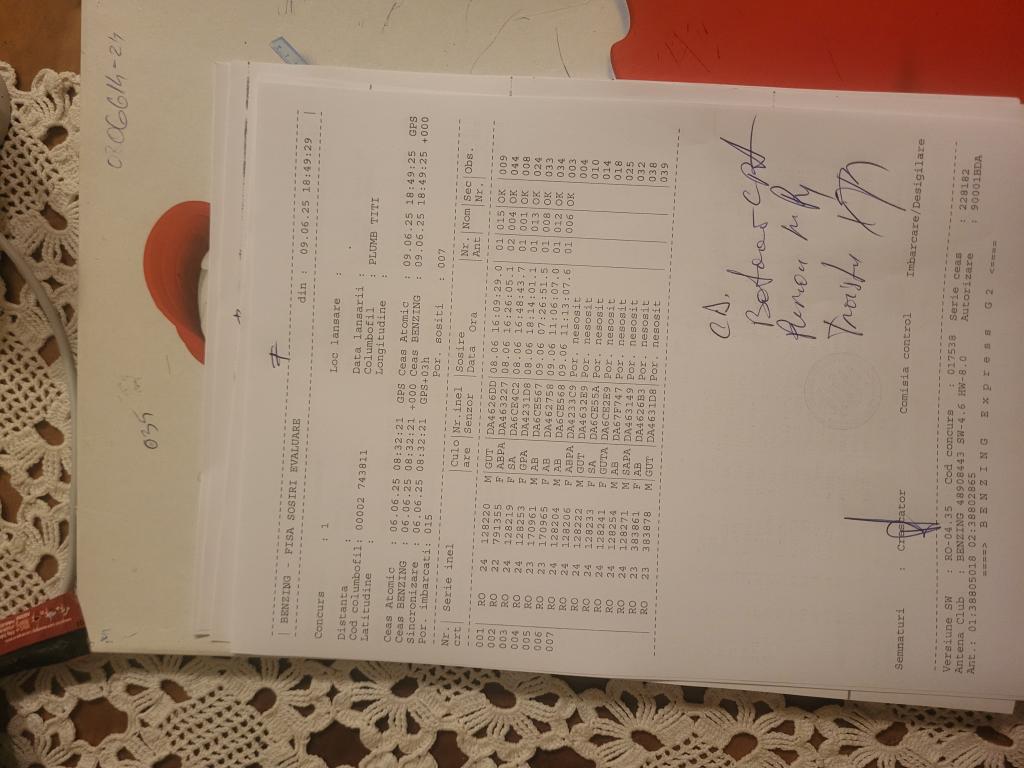 0306614-24
035
7
| BENZING - FISA SOSIRI EVALUARE din : 09.06.25 18:49:29 |
Concurs : 1
Loc lansare :
Distanta :
Data lansarii : .
Cod columbofil : 00002 743811 Columbofil : PLUMB TITI
Latitudine : Longitudine :
Ceas Atomic : 06.06.25 08:32:21 GPS Ceas Atomic : 09.06.25 18:49:25 GPS
Ceas BENZING : 06.06.25 08:32:21 +000 Ceas BENZING : 09.06.25 18:49:25 +000
Sincronizare : 06.06.25 08:32:21 GPS+03h
Por. imbarcati: 015 Por. sositi : 007
Nr.| Serie inel |Culo|Nr.inel |Sosire |Nr.|Nom|Sec|Obs.
crt| |are |Senzor |Data Ora |Ant| |Nr.|
001| RO 24 128220 M|GUT |DA4626DD|08.06 16:09:29.0|01|015|OK |009
002| RO 22 791355 F|ABPA|DA463227|08.06 16:26:05.1|02|004|OK |044
003| RO 24 128219 F|SA |DA6CE4C2|08.06 16:48:43.7|01|001|OK |008
004| RO 24 128253 F|GPA |DA4231D8|08.06 18:14:01.1|01|013|OK |024
005| RO 23 170961 M|AB |DA6CE567|09.06 07:26:51.5|01|008|OK |033
006| RO 23 170965 F|AB |DA462758|09.06 11:06:07.0|01|012|OK |034
007| RO 24 128204 M|AB |DA6CE568|09.06 11:13:07.6|01|006|OK |003
RO 24 128206 F|ABPA|DA4233C9|Por. nesosit |004
RO 24 128222 M|GUT |DA4632E9|Por. nesosit |010
RO 24 128233 F|SA |DA6CE55A|Por. nesosit |014
RO 24 128241 F|GUTA|DA6CE2E9|Por. nesosit |018
RO 24 128254 M|AB |DA67F747|Por. nesosit |025
RO 24 128271 M|SAPA|DA463149|Por. nesosit |032
RO 23 383861 F|AB |DA4626B3|Por. nesosit |038
RO 23 383878 M|GUT |DA4631D8|Por. nesosit |039
Semnaturi : Crescator Comisia control Imbarcare/Desigilare
Versiune SW : RO-04.35 Cod concurs : 017538 Serie ceas : 228182
Antena Club : BENZING 48908443 SW-4.6 HW-8.0 Autorizare : 90001BDA
Ant.: 01:38805018 02:38802865
====> B E N Z I N G E x p r e s s G 2 <====